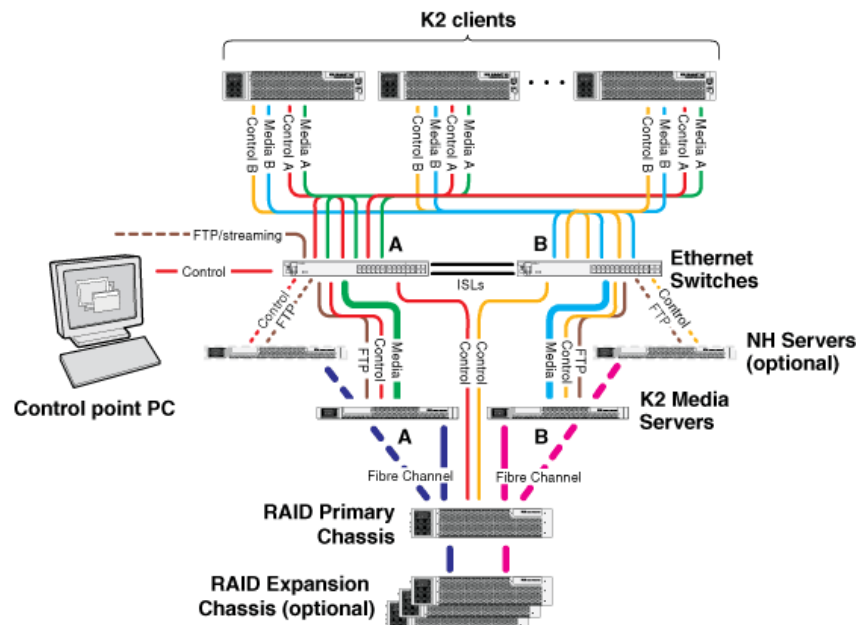 K2 clients
Control B
Media B
Control A
Media A
Control B
Media B
Control A
Media A
Control B
Media B
Control A
Media A
FTP/streaming
A
B
Ethernet
Switches
Control
ISLs
Control
FTP
FTP
Control
Media
Control
Control
Media
Control
FTP
FTP
Control
NH Servers
(optional)
Control point PC
K2 Media
Servers
A
B
Fibre Channel
Fibre Channel
RAID Primary
Chassis
RAID Expansion
Chassis (optional)